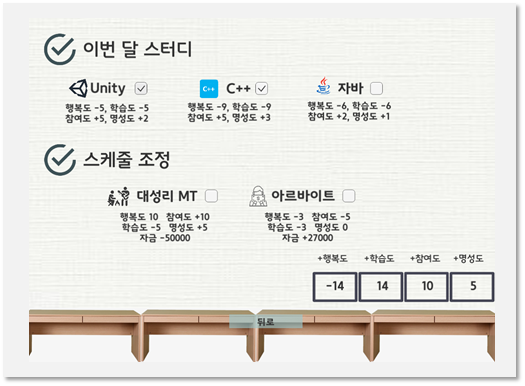 이번 달 스터디
Unity C++ C++ 자바
행복도 -5, 학습도 -5 행복도 -9, 학습도 -9 행복도 -6, 학습도 -6
참여도 +5, 명성도 +2 참여도 +5, 명성도 +3 참여도 +2, 명성도 +1
스케줄 조정
대성리 MT 아르바이트
행복도 10 참여도 +10 행복도 -3 참여도 -5
학습도 -5 명성도 +5 학습도 -3 명성도 0
자금 -50000 자금 +27000
+행복도 +학습도 +참여도 +명성도
-14 14 10 5
뒤로